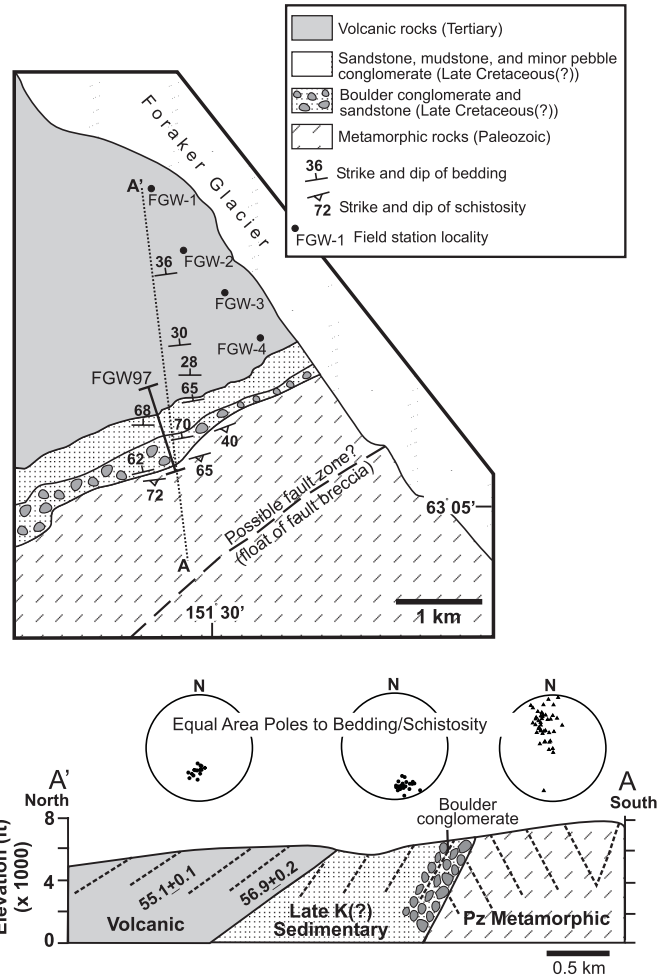 Volcanic rocks (Tertiary)
Sandstone, mudstone, and minor pebble
conglomerate (Late Cretaceous(?))
Boulder conglomerate and
sandstone (Late Cretaceous(?))
Metamorphic rocks (Paleozoic)
36 Strike and dip of bedding
72 Strike and dip of schistosity
FGW-1 Field station locality
Foraker Glacier
A'
FGW-1
FGW-2
36
FGW-3
30
FGW-4
28
FGW97
65
68
70
40
62
65
72
Possible fault zone?
(float of fault breccia)
63 05'
A
151 30'
1 km
N
N
N
Equal Area Poles to Bedding/Schistosity
A'
North
A
South
Boulder
conglomerate
Elevation (ft)
(x 1000)
8
4
0
55.1+0.1
56.9+0.2
Volcanic
Late K(?)
Sedimentary
Pz Metamorphic
0.5 km